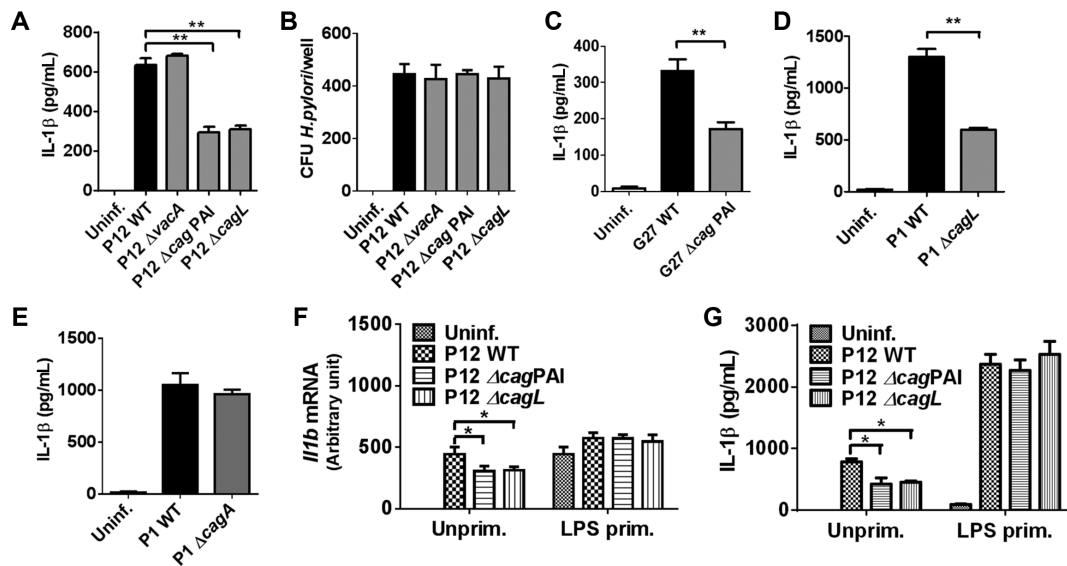 A
IL-1β (pg/mL)
800
600
400
200
0
**
**
Uninf.
P12 WT
P12 ΔvacA
P12 Δcag PAI
P12 ΔcagL
B
CFU H.pylori/well
600
400
200
0
Uninf.
P12 WT
P12 ΔvacA
P12 Δcag PAI
P12 ΔcagL
C
IL-1β (pg/mL)
400
300
200
100
0
**
Uninf.
G27 WT
G27 Δcag PAI
D
IL-1β (pg/mL)
1500
1000
500
0
**
Uninf.
P1 WT
P1 ΔcagL
E
IL-1β (pg/mL)
1500
1000
500
0
Uninf.
P1 WT
P1 ΔcagA
F
Il1b mRNA
(Arbitrary unit)
1500
1000
500
0
Uninf.
P12 WT
P12 ΔcagPAI
P12 ΔcagL
*
*
Unprim.
LPS prim.
G
IL-1β (pg/mL)
3000
2000
1000
0
Uninf.
P12 WT
P12 ΔcagPAI
P12 ΔcagL
*
*
Unprim.
LPS prim.